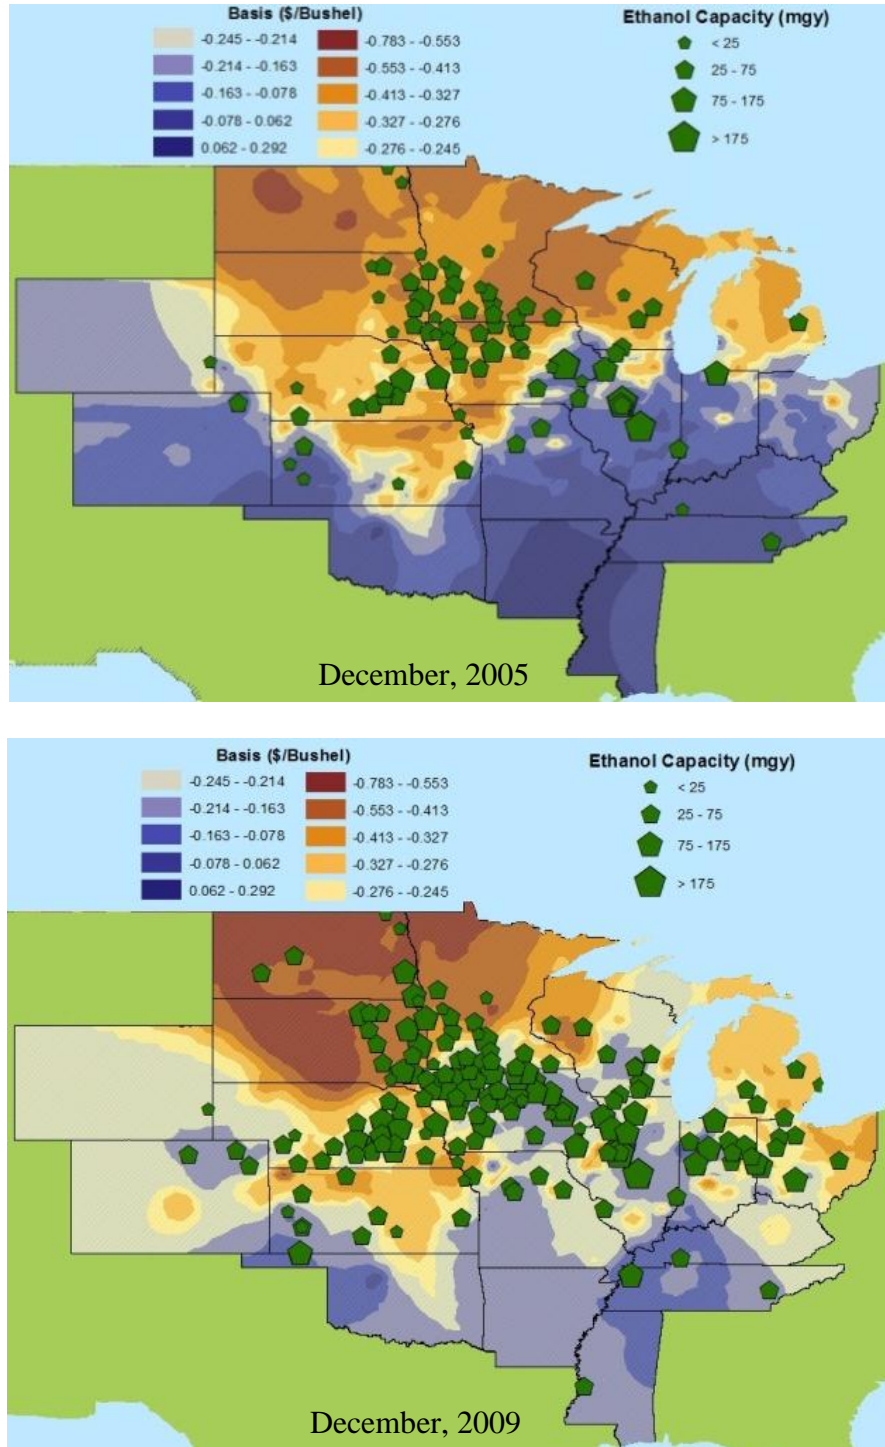 Basis ($/Bushel)
Ethanol Capacity (mgy)
-0.245 - -0.214 -0.783 - -0.553 < 25
-0.214 - -0.163 -0.553 - -0.413 25 - 75
-0.163 - -0.078 -0.413 - -0.327 75 - 175
-0.078 - 0.062 -0.327 - -0.276 > 175
0.062 - 0.292 -0.276 - -0.245
December, 2005
Basis ($/Bushel)
Ethanol Capacity (mgy)
-0.245 - -0.214 -0.783 - -0.553 < 25
-0.214 - -0.163 -0.553 - -0.413 25 - 75
-0.163 - -0.078 -0.413 - -0.327 75 - 175
-0.078 - 0.062 -0.327 - -0.276 > 175
0.062 - 0.292 -0.276 - -0.245
December, 2009